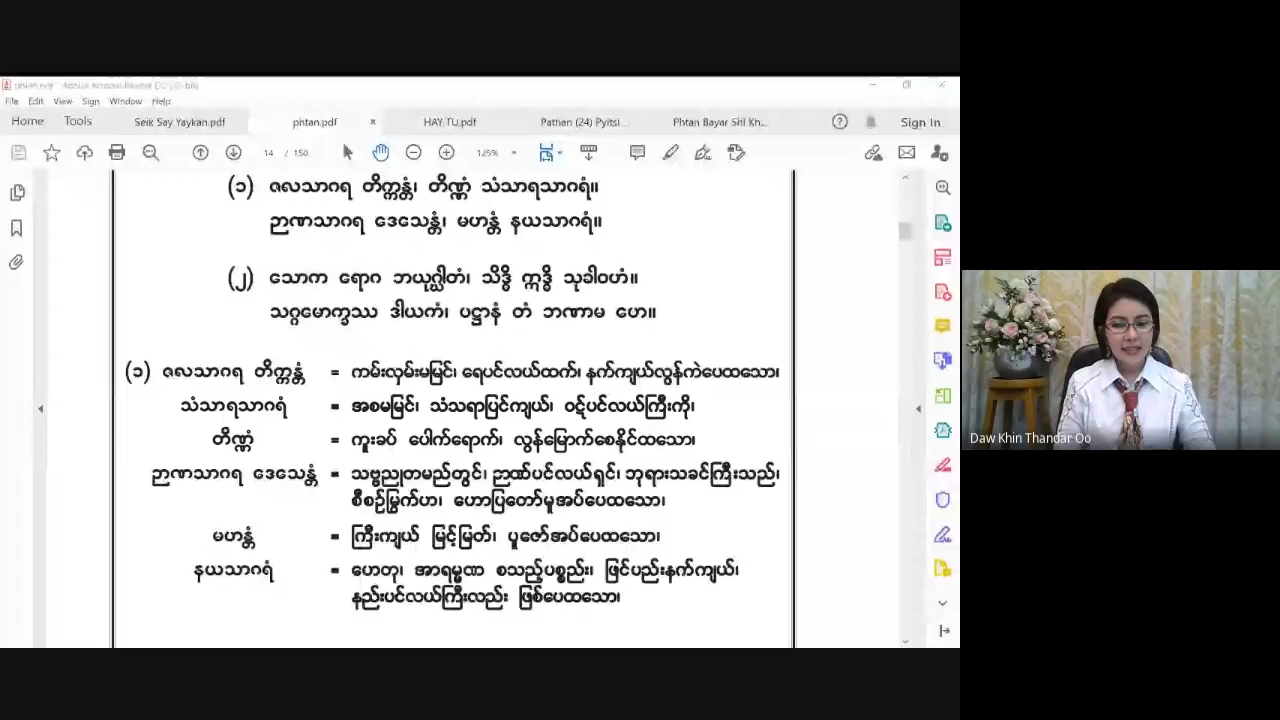 File Edit View Sign Window Help
Home Tools Seik Say Yaykan.pdf phtan.pdf × HAY TU.pdf Pathan (24) Pyitsi ... Phtan Bayar Shi Kh... Sign In
14 / 150 125%
(၁) ဇလသာဂရ တိက္ကန္တံ၊ တိဏ္ဏံ သံသာရသာဂရံ။
ဉာဏသာဂရ ဒေသေန္တံ၊ မဟန္တံ နယသာဂရံ။
(၂) သောက ရောဂ ဘယုဂ္ဃါတံ၊ သိဒ္ဓိ ဣဒ္ဓိ သုခါဝဟံ။
သဂ္ဂမောက္ခဿ ဒါယကံ၊ ပဋ္ဌာနံ တံ ဘဏာမ ဟေ။
(၁) ဇလသာဂရ တိက္ကန္တံ = ကမ်းလှမ်းမမြင်၊ ရေပင်လယ်ထက်၊ နက်ကျယ်လွန်ကဲပေထသော၊
သံသာရသာဂရံ = အစမမြင်၊ သံသရာပြင်ကျယ်၊ ဝဋ်ပင်လယ်ကြီးကို၊
တိဏ္ဏံ = ကူးခပ် ပေါက်ရောက်၊ လွန်မြောက်စေနိုင်ထသော၊
ဉာဏသာဂရ ဒေသေန္တံ = သဗ္ဗညုတမည်တွင်၊ ဉာဏ်ပင်လယ်ရှင်၊ ဘုရားသခင်ကြီးသည်၊
စီစဉ်မြွက်ဟ၊ ဟောပြတော်မူအပ်ပေထသော၊
မဟန္တံ = ကြီးကျယ် မြင့်မြတ်၊ ပူဇော်အပ်ပေထသော၊
နယသာဂရံ = ဟေတု၊ အာရမ္မဏ စသည့်ပစ္စည်း၊ ဖြင်ပည်းနက်ကျယ်၊
နည်းပင်လယ်ကြီးလည်း ဖြစ်ပေထသော၊
Daw Khin Thandar Oo